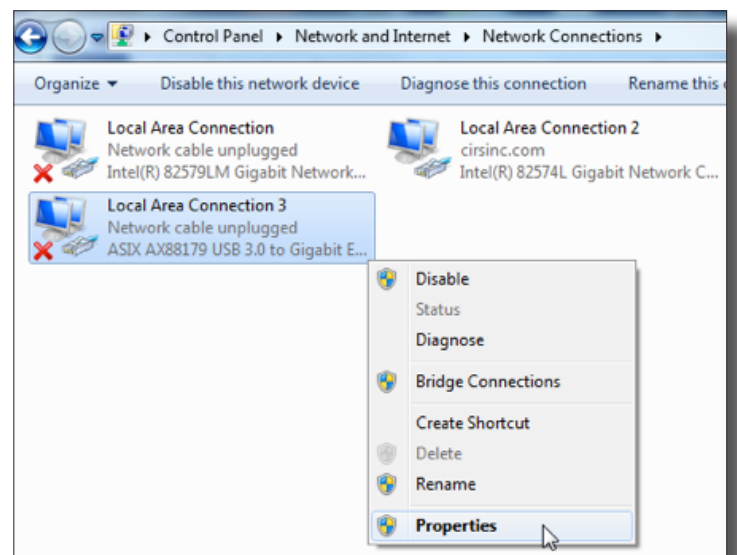 Control Panel Network and Internet Network Connections
Organize Disable this network device Diagnose this connection Rename this
Local Area Connection
Network cable unplugged
Intel(R) 82579LM Gigabit Network...
Local Area Connection 2
cirsinc.com
Intel(R) 82574L Gigabit Network C...
Local Area Connection 3
Network cable unplugged
ASIX AX88179 USB 3.0 to Gigabit E...
Disable
Status
Diagnose
Bridge Connections
Create Shortcut
Delete
Rename
Properties